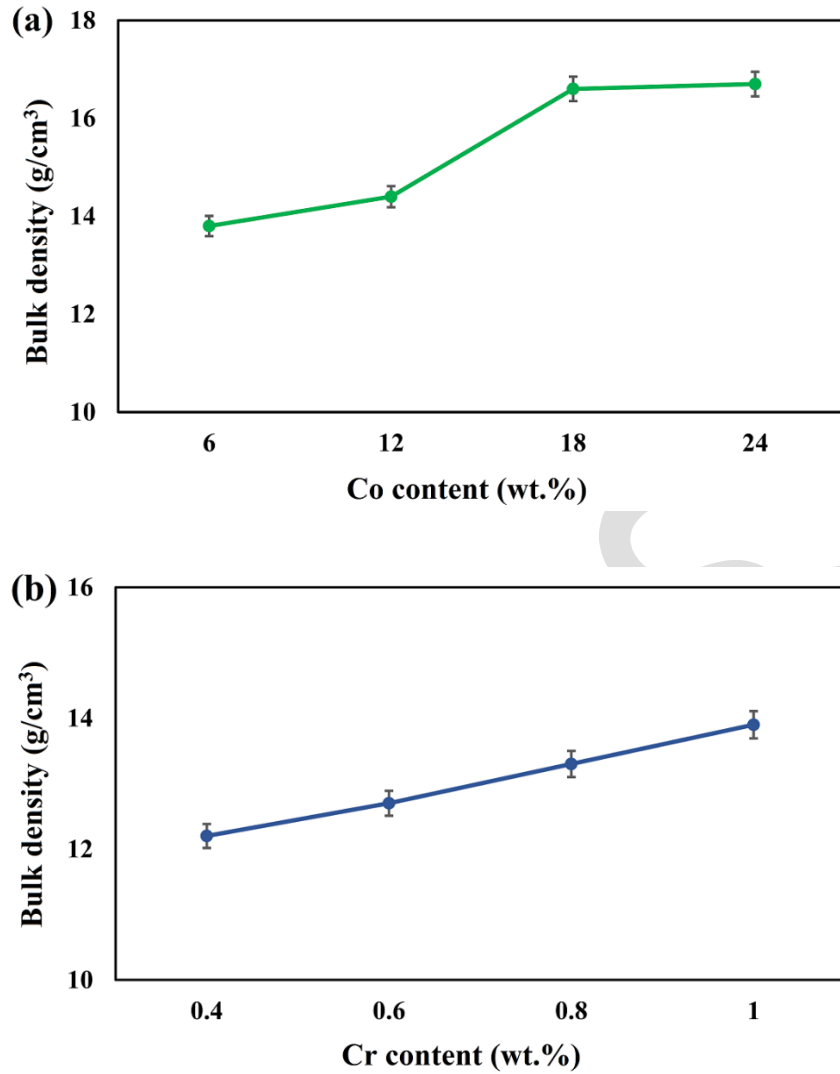 (a)
18
16
14
12
10
Bulk density (g/cm³)
6 12 18 24
Co content (wt.%)
(b)
16
14
12
10
Bulk density (g/cm³)
0.4 0.6 0.8 1
Cr content (wt.%)